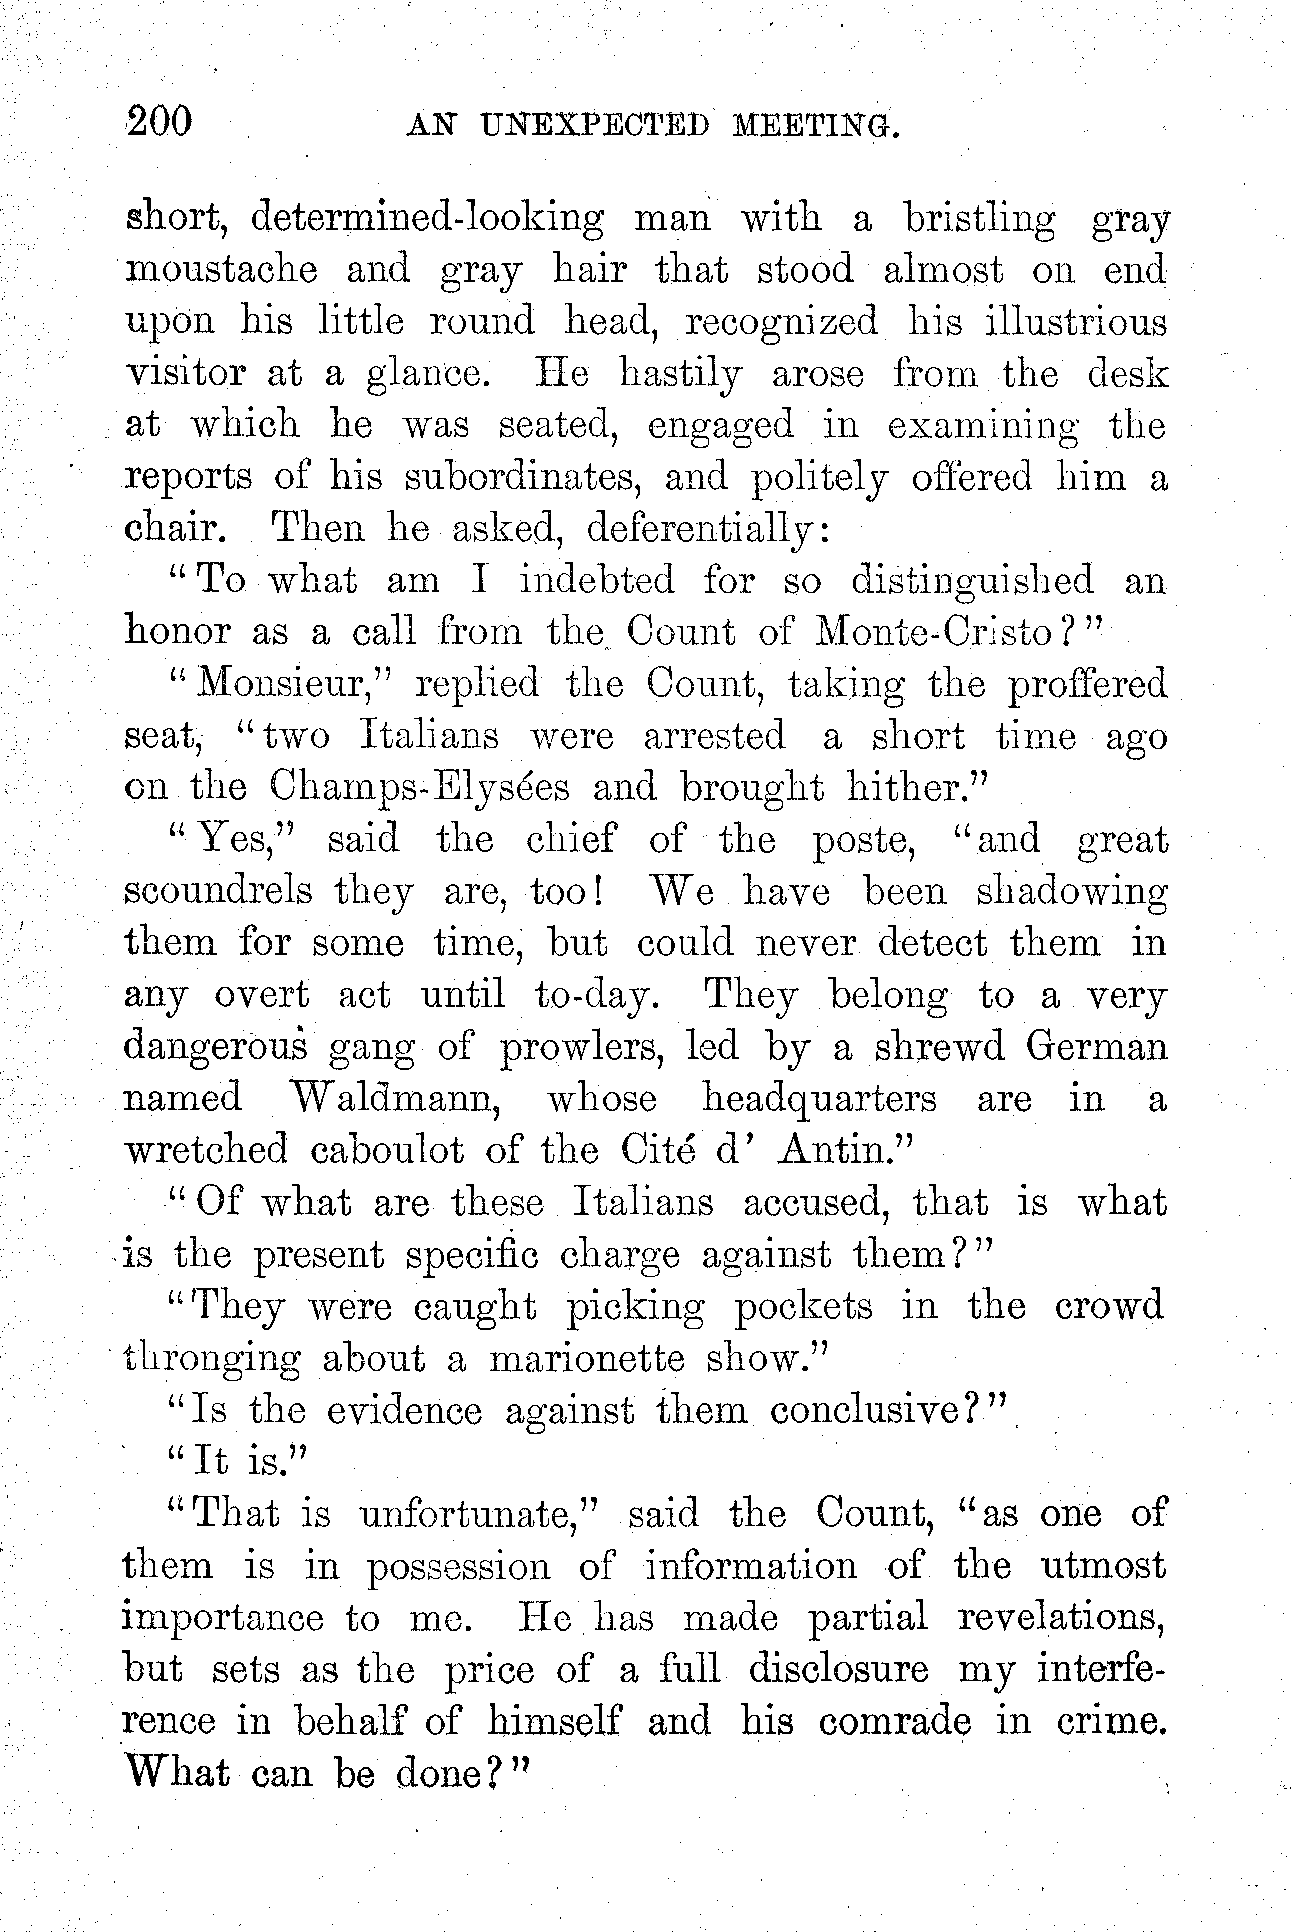 200 AN UNEXPECTED MEETING.
short, determined-looking man with a bristling gray
moustache and gray hair that stood almost on end
upon his little round head, recognized his illustrious
visitor at a glance. He hastily arose from the desk
at which he was seated, engaged in examining the
reports of his subordinates, and politely offered him a
chair. Then he asked, deferentially:
“To what am I indebted for so distinguished an
honor as a call from the Count of Monte-Cristo?”
“Monsieur,” replied the Count, taking the proffered
seat, “two Italians were arrested a short time ago
on the Champs-Elysées and brought hither.”
“Yes,” said the chief of the poste, “and great
scoundrels they are, too! We have been shadowing
them for some time, but could never detect them in
any overt act until to-day. They belong to a very
dangerous gang of prowlers, led by a shrewd German
named Waldmann, whose headquarters are in a
wretched caboulot of the Cité d’ Antin.”
“Of what are these Italians accused, that is what
is the present specific charge against them?”
“They were caught picking pockets in the crowd
thronging about a marionette show.”
“Is the evidence against them conclusive?”
“It is.”
“That is unfortunate,” said the Count, “as one of
them is in possession of information of the utmost
importance to me. He has made partial revelations,
but sets as the price of a full disclosure my interfe-
rence in behalf of himself and his comrade in crime.
What can be done?”